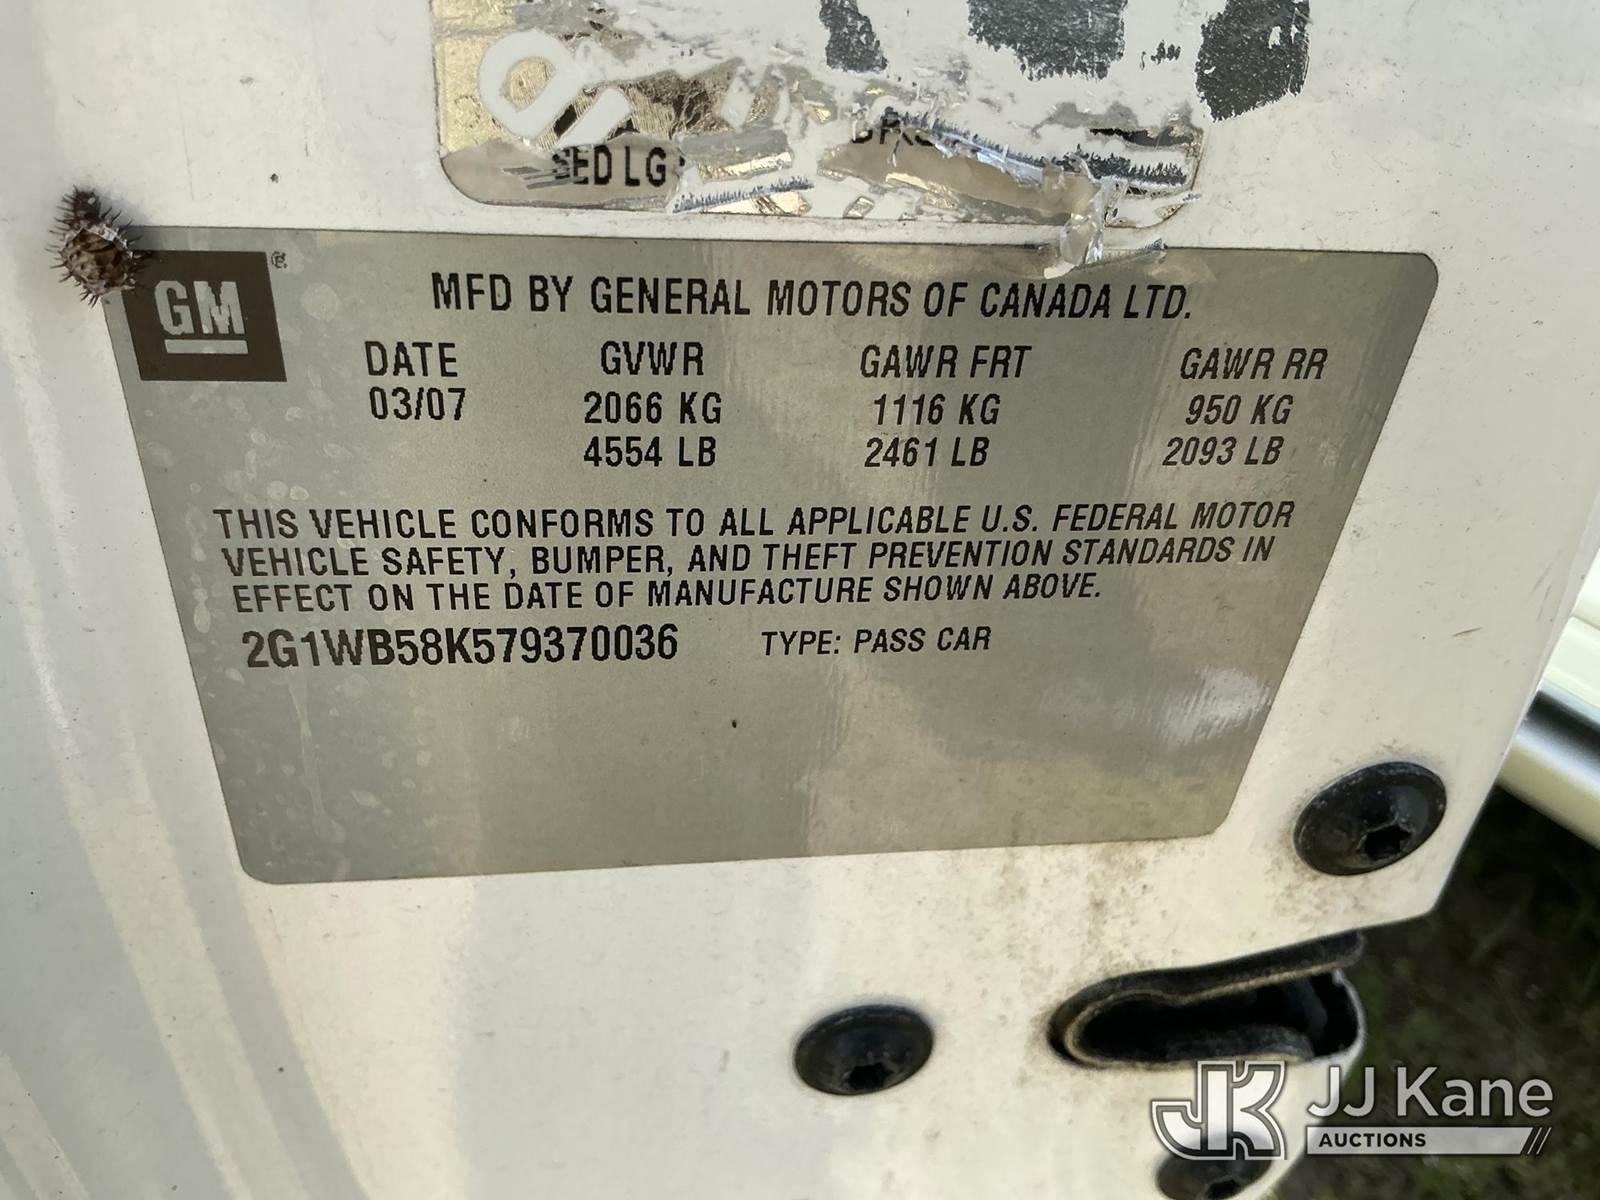 LG
GM
MFD BY GENERAL MOTORS OF CANADA LTD.
DATE GVWR GAWR FRT GAWR RR
03/07 2066 KG 1116 KG 950 KG
4554 LB 2461 LB 2093 LB
THIS VEHICLE CONFORMS TO ALL APPLICABLE U.S. FEDERAL MOTOR
VEHICLE SAFETY, BUMPER, AND THEFT PREVENTION STANDARDS IN
EFFECT ON THE DATE OF MANUFACTURE SHOWN ABOVE.
2G1WB58K579370036 TYPE: PASS CAR
JK JJ Kane
AUCTIONS